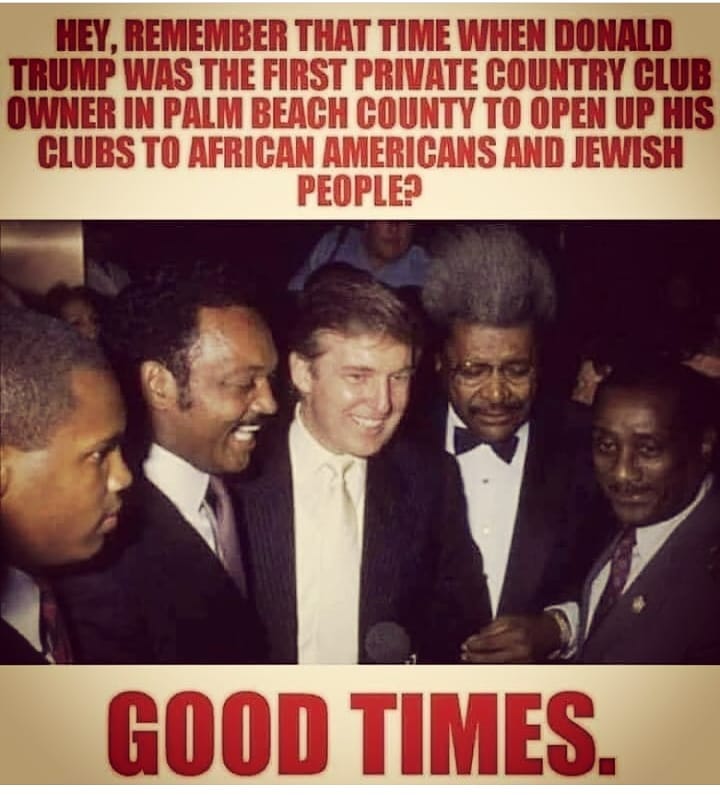 HEY, REMEMBER THAT TIME WHEN DONALD
TRUMP WAS THE FIRST PRIVATE COUNTRY CLUB
OWNER IN PALM BEACH COUNTY TO OPEN UP HIS
CLUBS TO AFRICAN AMERICANS AND JEWISH
PEOPLE?
GOOD TIMES.